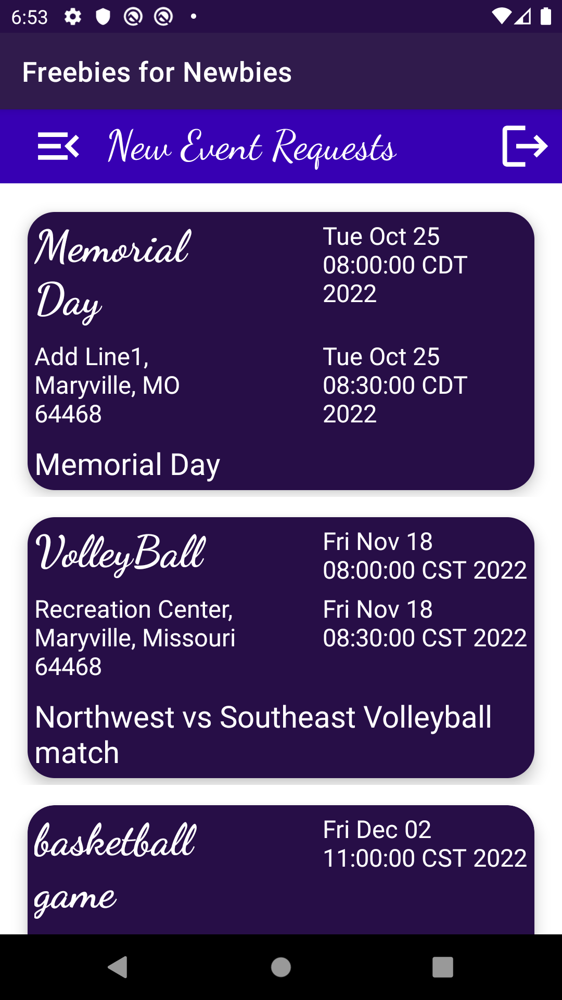 6:53
Freebies for Newbies
New Event Requests
Memorial
Day
Tue Oct 25
08:00:00 CDT
2022
Add Line1,
Maryville, MO
64468
Tue Oct 25
08:30:00 CDT
2022
Memorial Day
VolleyBall
Fri Nov 18
08:00:00 CST 2022
Recreation Center,
Maryville, Missouri
64468
Fri Nov 18
08:30:00 CST 2022
Northwest vs Southeast Volleyball
match
basketball
game
Fri Dec 02
11:00:00 CST 2022